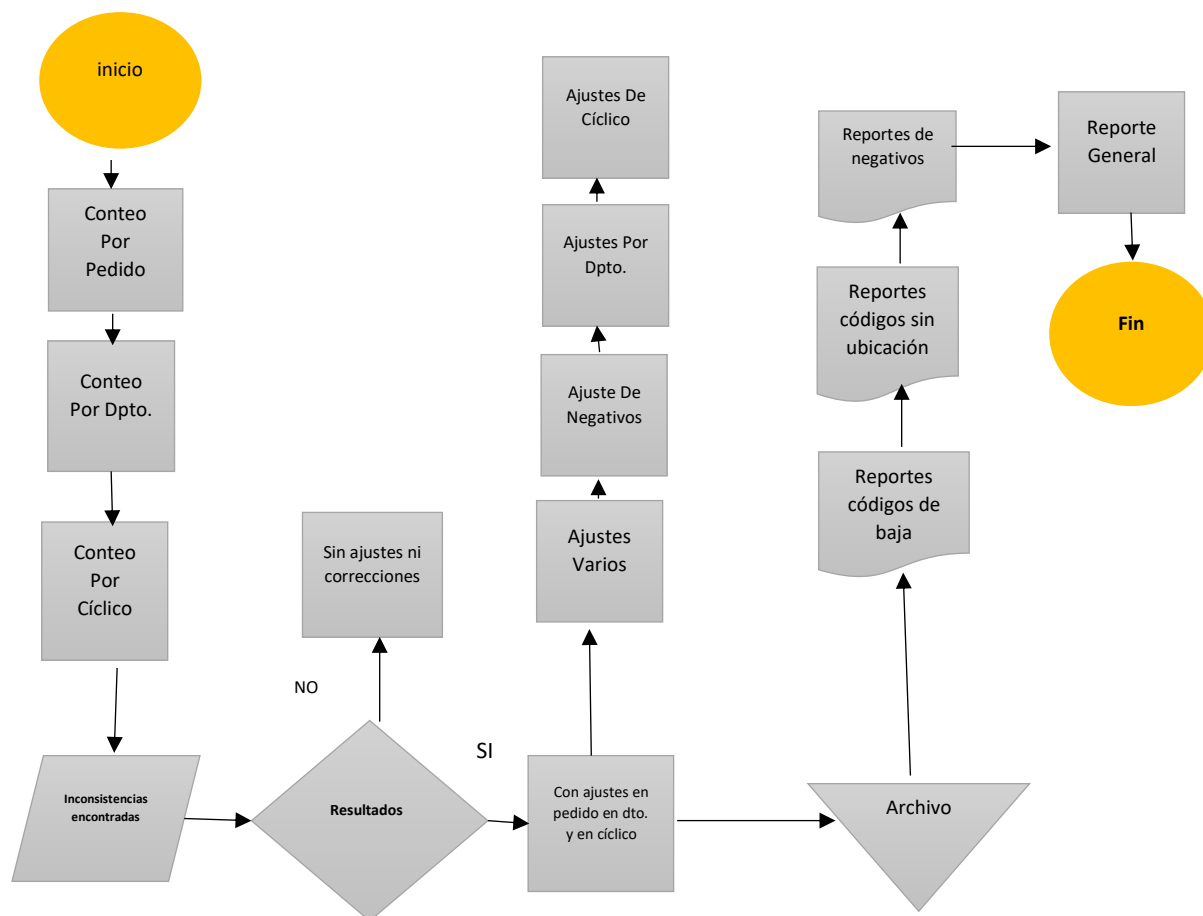 inicio
Conteo
Por
Pedido
Conteo
Por Dpto.
Conteo
Por
Cíclico
Inconsistencias
encontradas
Resultados
NO
Sin ajustes ni
correcciones
SI
Con ajustes en
pedido en dto.
y en cíclico
Ajustes
Varios
Ajuste De
Negativos
Ajustes Por
Dpto.
Ajustes De
Cíclico
Archivo
Reportes
códigos de
baja
Reportes
códigos sin
ubicación
Reportes de
negativos
Reporte
General
Fin